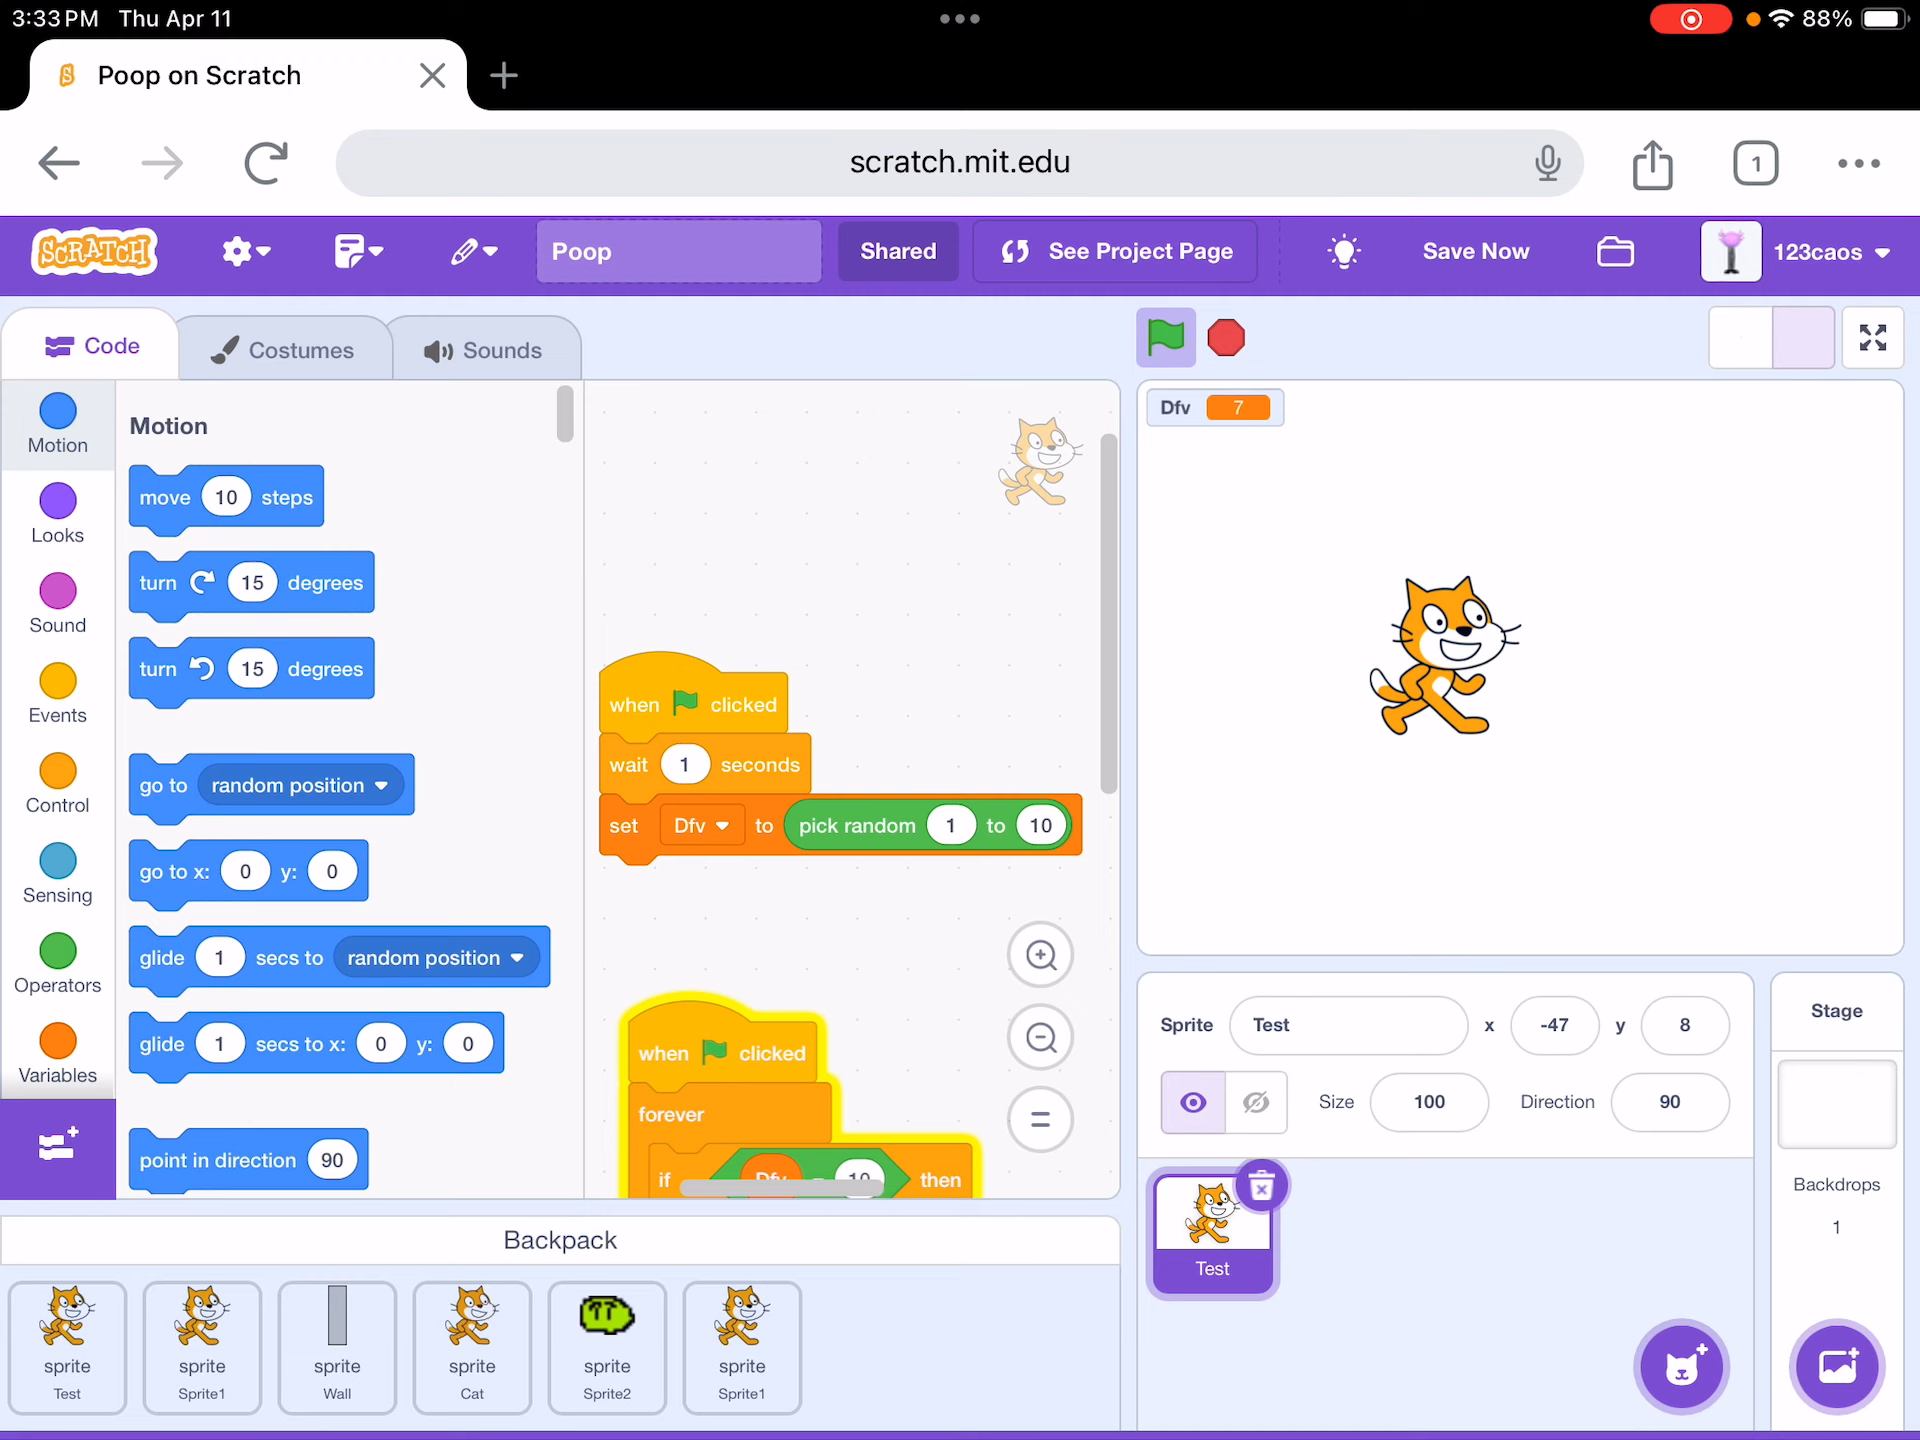 3:33 PM Thu Apr 11
88%
Poop on Scratch
scratch.mit.edu
1
SCRATCH
Poop
Shared
See Project Page
Save Now
123caos
Code
Costumes
Sounds
Motion
Looks
Sound
Events
Control
Sensing
Operators
Variables
Motion
move 10 steps
turn 15 degrees
turn 15 degrees
go to random position
go to x: 0 y: 0
glide 1 secs to random position
glide 1 secs to x: 0 y: 0
point in direction 90
when clicked
wait 1 seconds
set Dfv to pick random 1 to 10
when clicked
forever
if Dfv = 10 then
Dfv 7
Sprite Test x -47 y 8
Size 100 Direction 90
Test
Stage
Backdrops
1
Backpack
sprite
Test
sprite
Sprite1
sprite
Wall
sprite
Cat
sprite
Sprite2
sprite
Sprite1